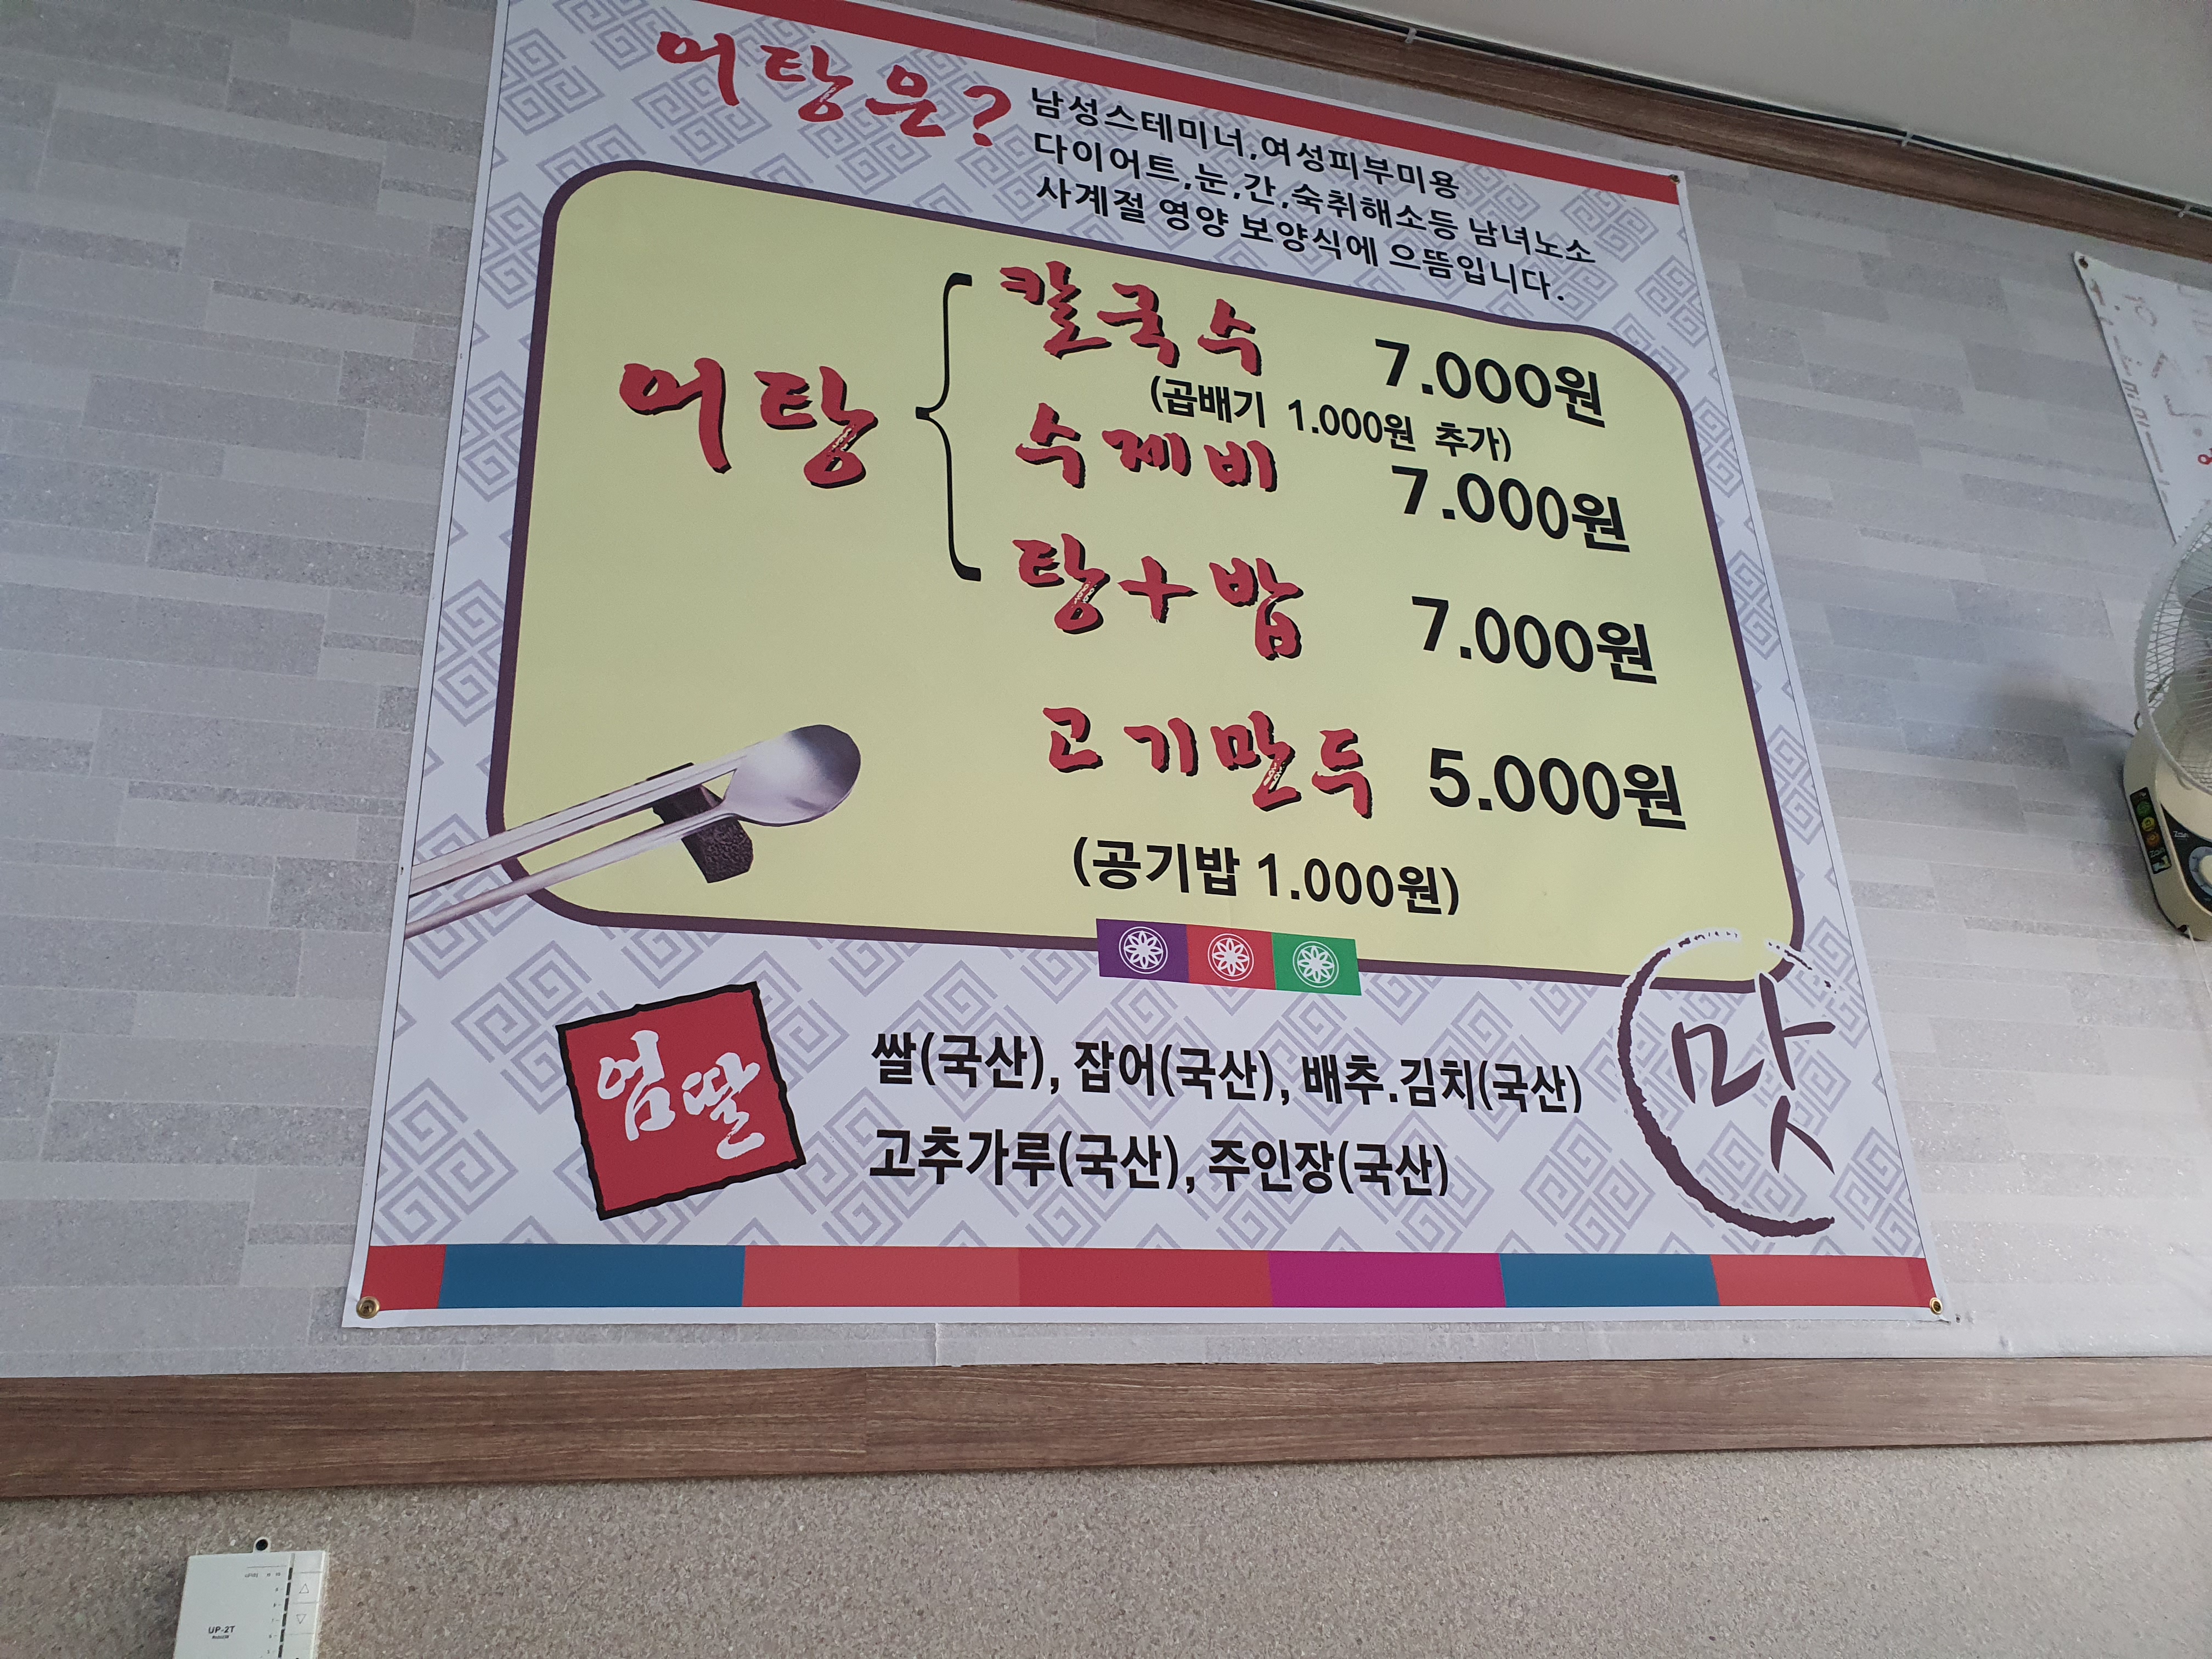 어탕은?
남성스테미너,여성피부미용
다이어트,눈,간,숙취해소등 남녀노소
사계절 영양 보양식에 으뜸입니다.
어탕
칼국수 7.000원
(곱배기 1.000원 추가)
수제비 7.000원
탕+밥 7.000원
고기만두 5.000원
(공기밥 1.000원)
엄딸
쌀(국산), 잡어(국산), 배추.김치(국산)
고추가루(국산), 주인장(국산)
맛
UP-2T